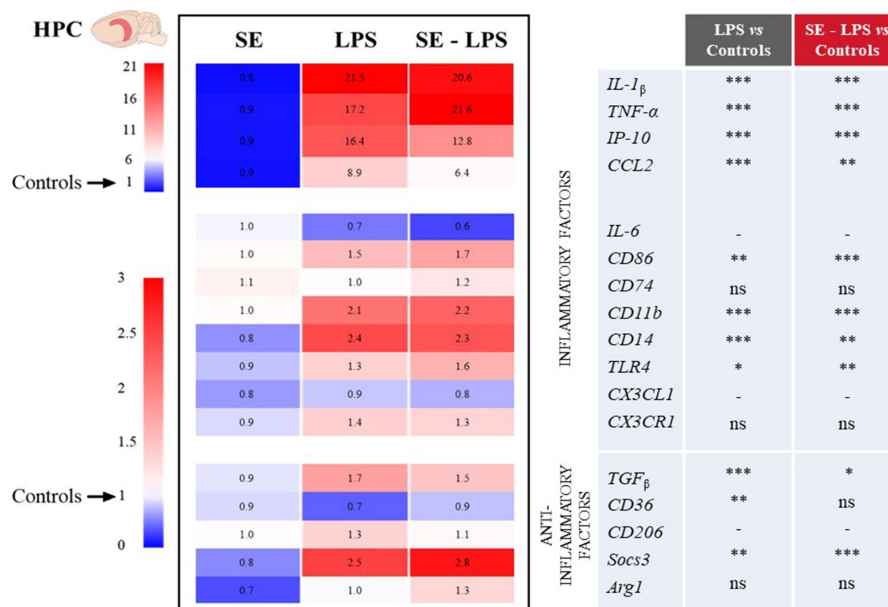 HPC
SE LPS SE - LPS
LPS vs Controls
SE - LPS vs Controls
21
16
11
6
1
Controls
0.8 21.5 20.6
0.9 17.2 21.6
0.9 16.4 12.8
0.9 8.9 6.4
1.0 0.7 0.6
1.0 1.5 1.7
1.1 1.0 1.2
1.0 2.1 2.2
0.8 2.4 2.3
0.9 1.3 1.6
0.8 0.9 0.8
0.9 1.4 1.3
3
2.5
2
1.5
1
0
Controls
0.9 1.7 1.5
0.9 0.7 0.9
1.0 1.3 1.1
0.8 2.5 2.8
0.7 1.0 1.3
INFLAMMATORY FACTORS
IL-1β *** ***
TNF-α *** ***
IP-10 *** ***
CCL2 *** **
IL-6 - -
CD86 ** ***
CD74 ns ns
CD11b *** ***
CD14 *** **
TLR4 * **
CX3CL1 - -
CX3CR1 ns ns
ANTI-
INFLAMMATORY
FACTORS
TGFβ *** *
CD36 ** ns
CD206 - -
Socs3 ** ***
Arg1 ns ns